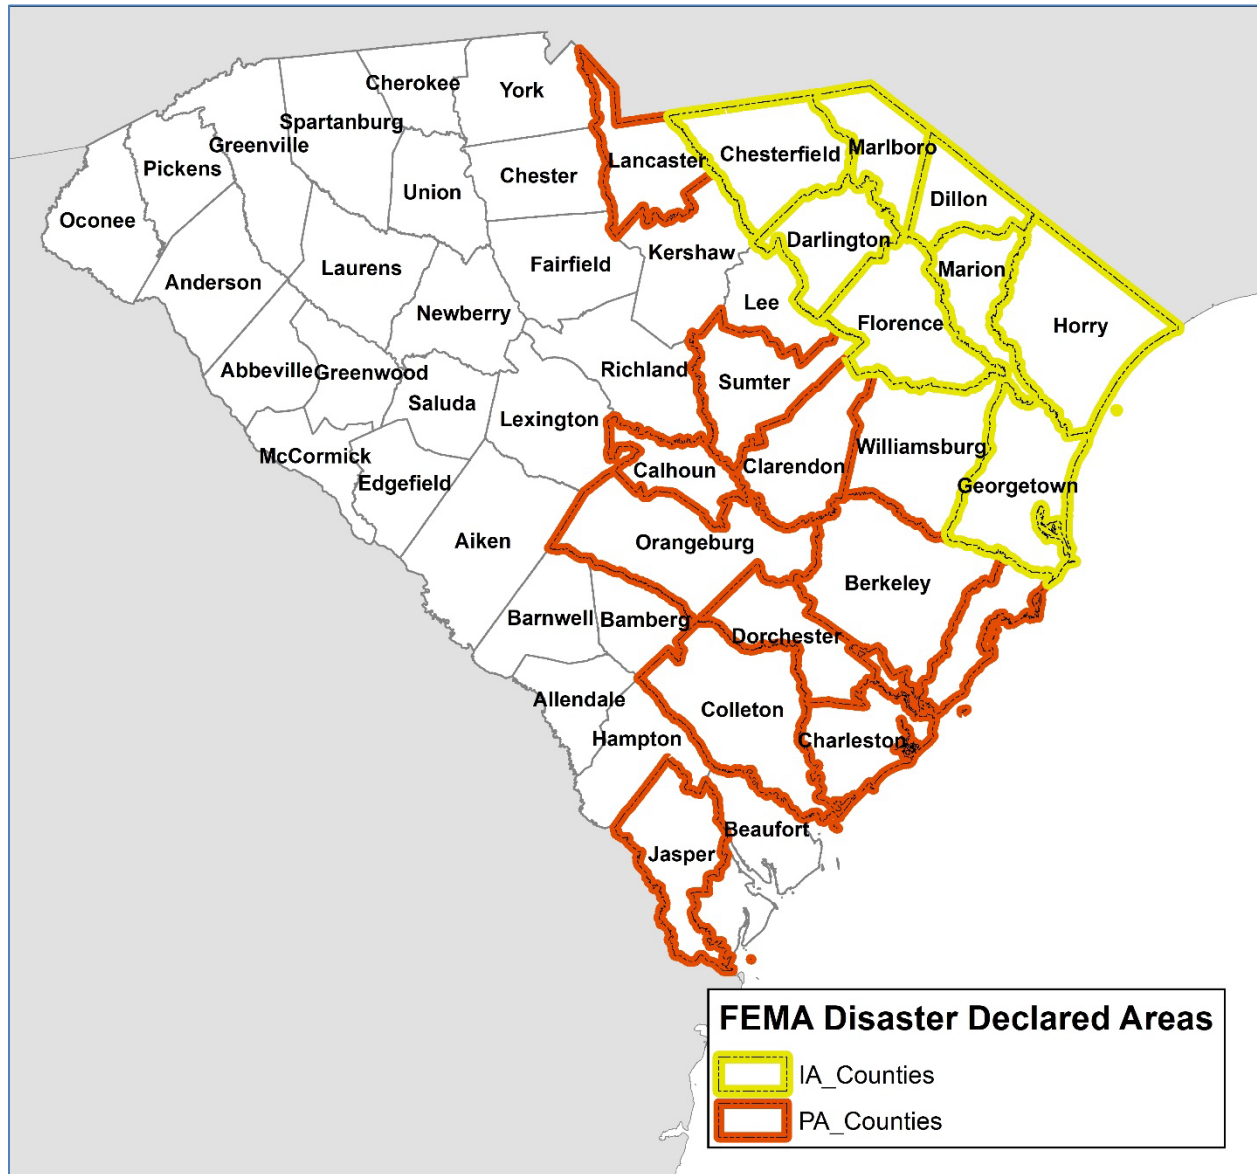 Cherokee
York
Spartanburg
Greenville
Pickens
Oconee
Union
Chester
Lancaster
Chesterfield
Marlboro
Dillon
Anderson
Laurens
Newberry
Fairfield
Kershaw
Darlington
Marion
Lee
Florence
Horry
Abbeville
Greenwood
Saluda
Richland
Sumter
Lexington
McCormick
Edgefield
Calhoun
Clarendon
Williamsburg
Georgetown
Aiken
Orangeburg
Berkeley
Barnwell
Bamberg
Dorchester
Allendale
Colleton
Hampton
Charleston
Beaufort
Jasper
FEMA Disaster Declared Areas
IA_Counties
PA_Counties